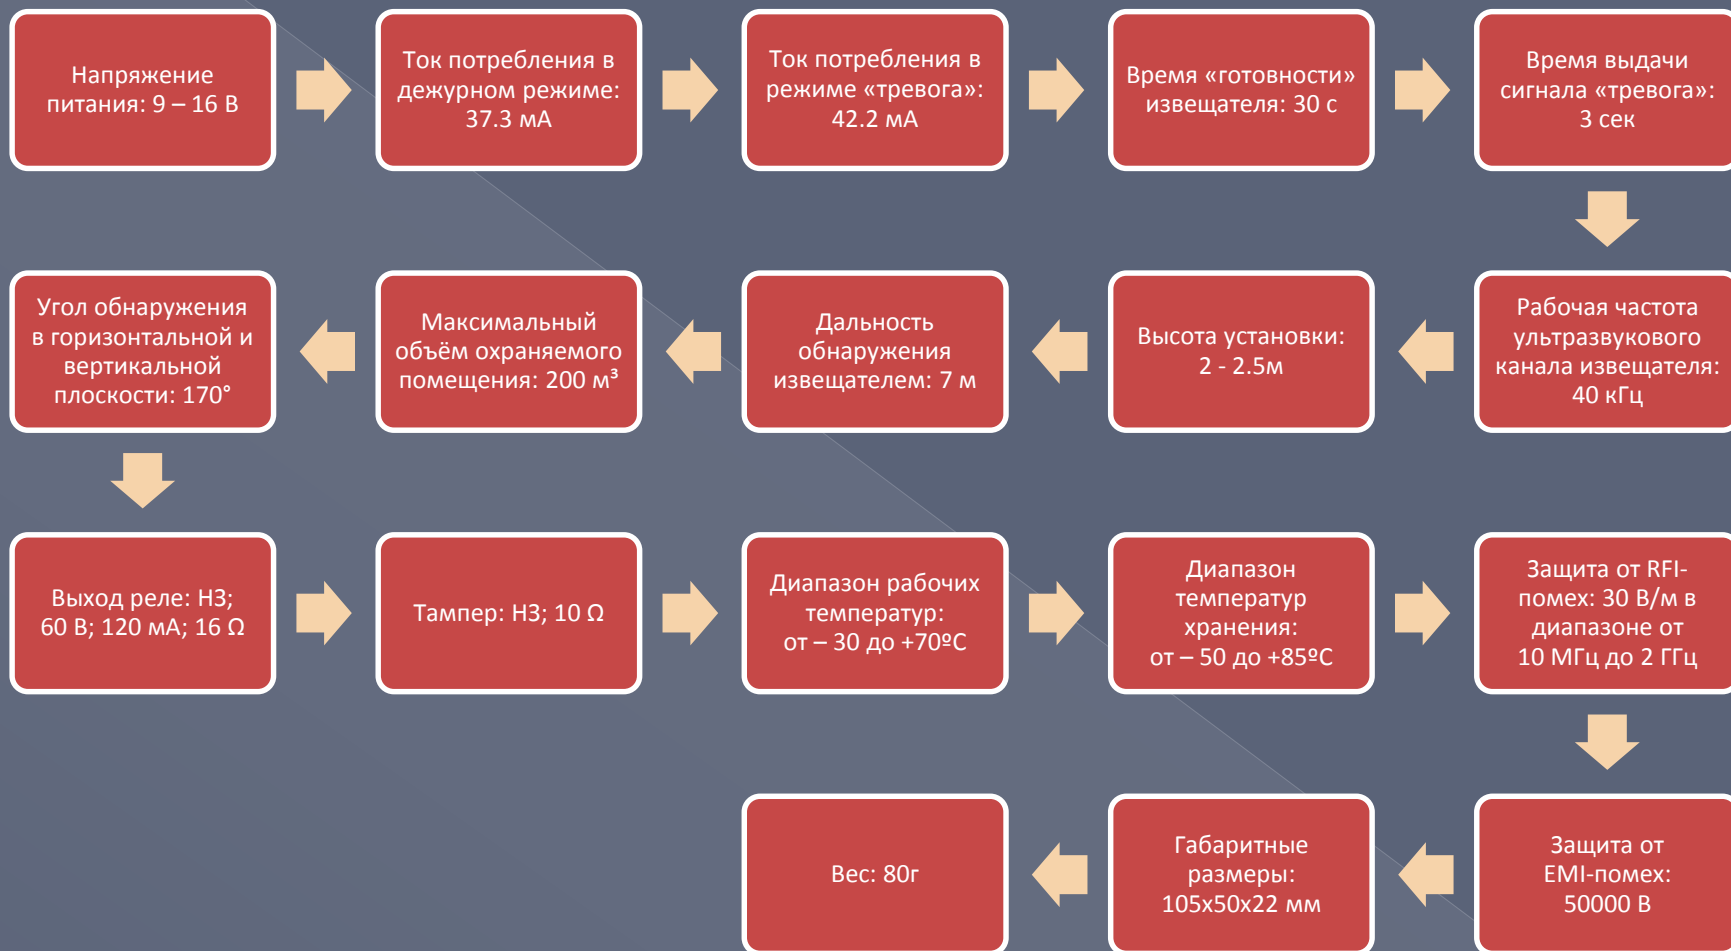 Напряжение
питания: 9 – 16 В
Ток потребления в
дежурном режиме:
37.3 мА
Ток потребления в
режиме «тревога»:
42.2 мА
Время «готовности»
извещателя: 30 с
Время выдачи
сигнала «тревога»:
3 сек
Рабочая частота
ультразвукового
канала извещателя:
40 кГц
Высота установки:
2 - 2.5м
Дальность
обнаружения
извещателем: 7 м
Максимальный
объём охраняемого
помещения: 200 м³
Угол обнаружения
в горизонтальной и
вертикальной
плоскости: 170°
Выход реле: НЗ;
60 В; 120 мА; 16 Ω
Тампер: НЗ; 10 Ω
Диапазон рабочих
температур:
от – 30 до +70ºС
Диапазон
температур
хранения:
от – 50 до +85ºС
Защита от RFI-
помех: 30 В/м в
диапазоне от
10 МГц до 2 ГГц
Защита от
EMI-помех:
50000 В
Габаритные
размеры:
105х50х22 мм
Вес: 80г